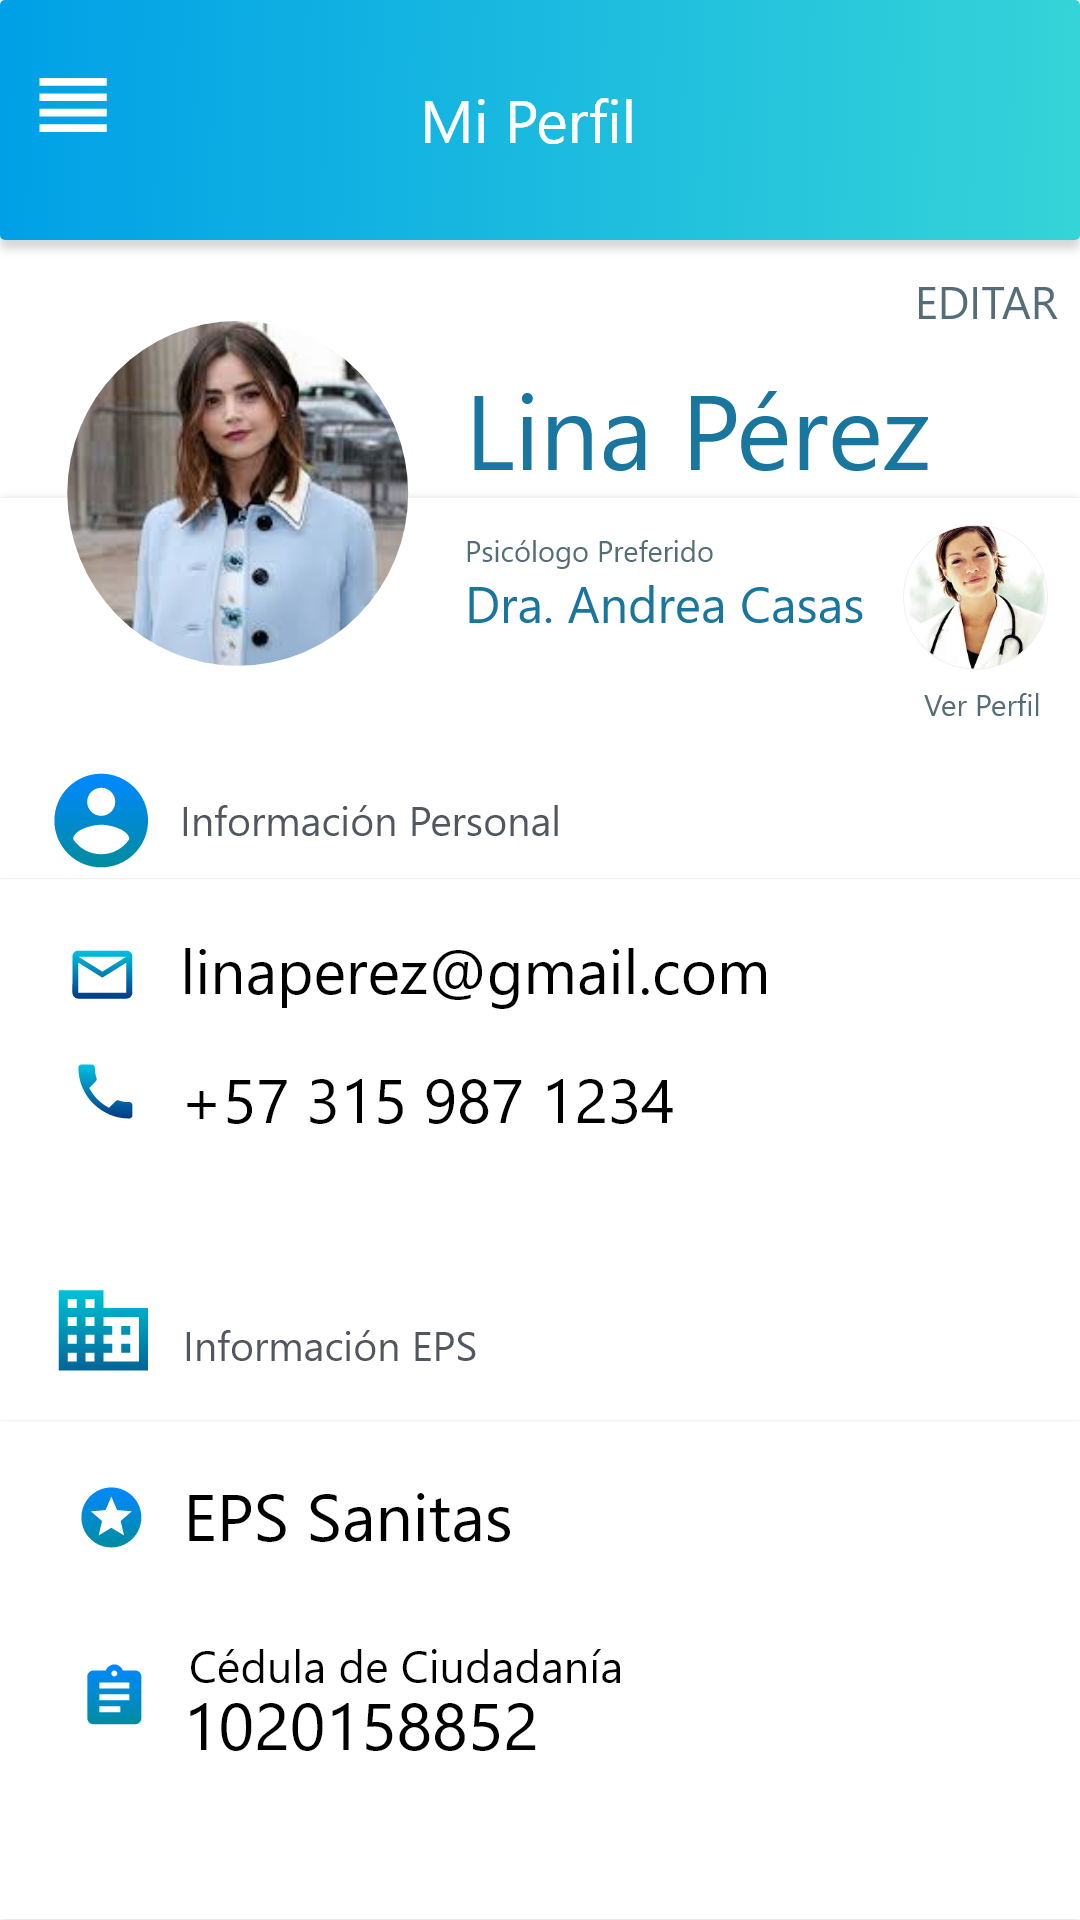 Mi Perfil
EDITAR
Lina Pérez
Psicólogo Preferido
Dra. Andrea Casas
Ver Perfil
Información Personal
linaperez@gmail.com
+57 315 987 1234
Información EPS
EPS Sanitas
Cédula de Ciudadanía
1020158852